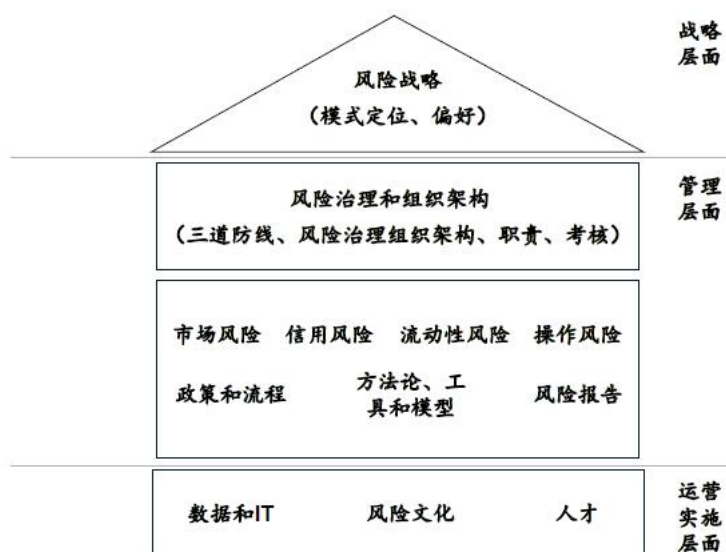 战略
层面
风险战略
（模式定位、偏好）
管理
层面
风险治理和组织架构
（三道防线、风险治理组织架构、职责、考核）
市场风险 信用风险 流动性风险 操作风险
政策和流程
方法论、工
具和模型
风险报告
运营
实施
层面
数据和IT 风险文化 人才